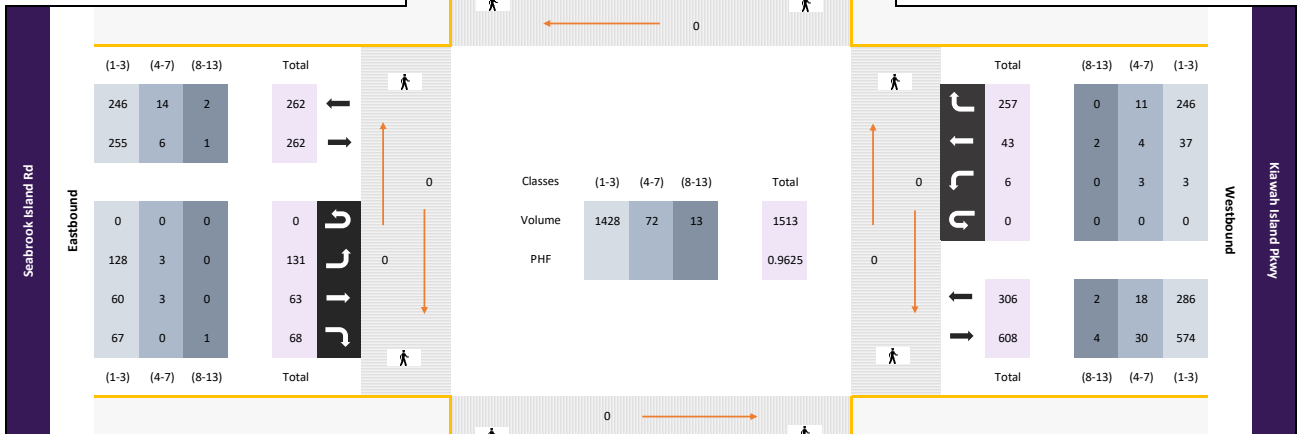 0
(1-3) (4-7) (8-13) Total
246 14 2 262
255 6 1 262
0 0 0 0
128 3 0 131
60 3 0 63
67 0 1 68
(1-3) (4-7) (8-13) Total
Seabrook Island Rd
Eastbound
0
0
Classes (1-3) (4-7) (8-13) Total
Volume 1428 72 13 1513
PHF 0.9625
0
0
Total (8-13) (4-7) (1-3)
257 0 11 246
43 2 4 37
6 0 3 3
0 0 0 0
306 2 18 286
608 4 30 574
Total (8-13) (4-7) (1-3)
Westbound
Kiawah Island Pkwy
0